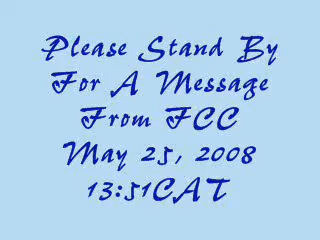 Please Stand By
For A Message
From FCC
May 25, 2008
13:51CAT